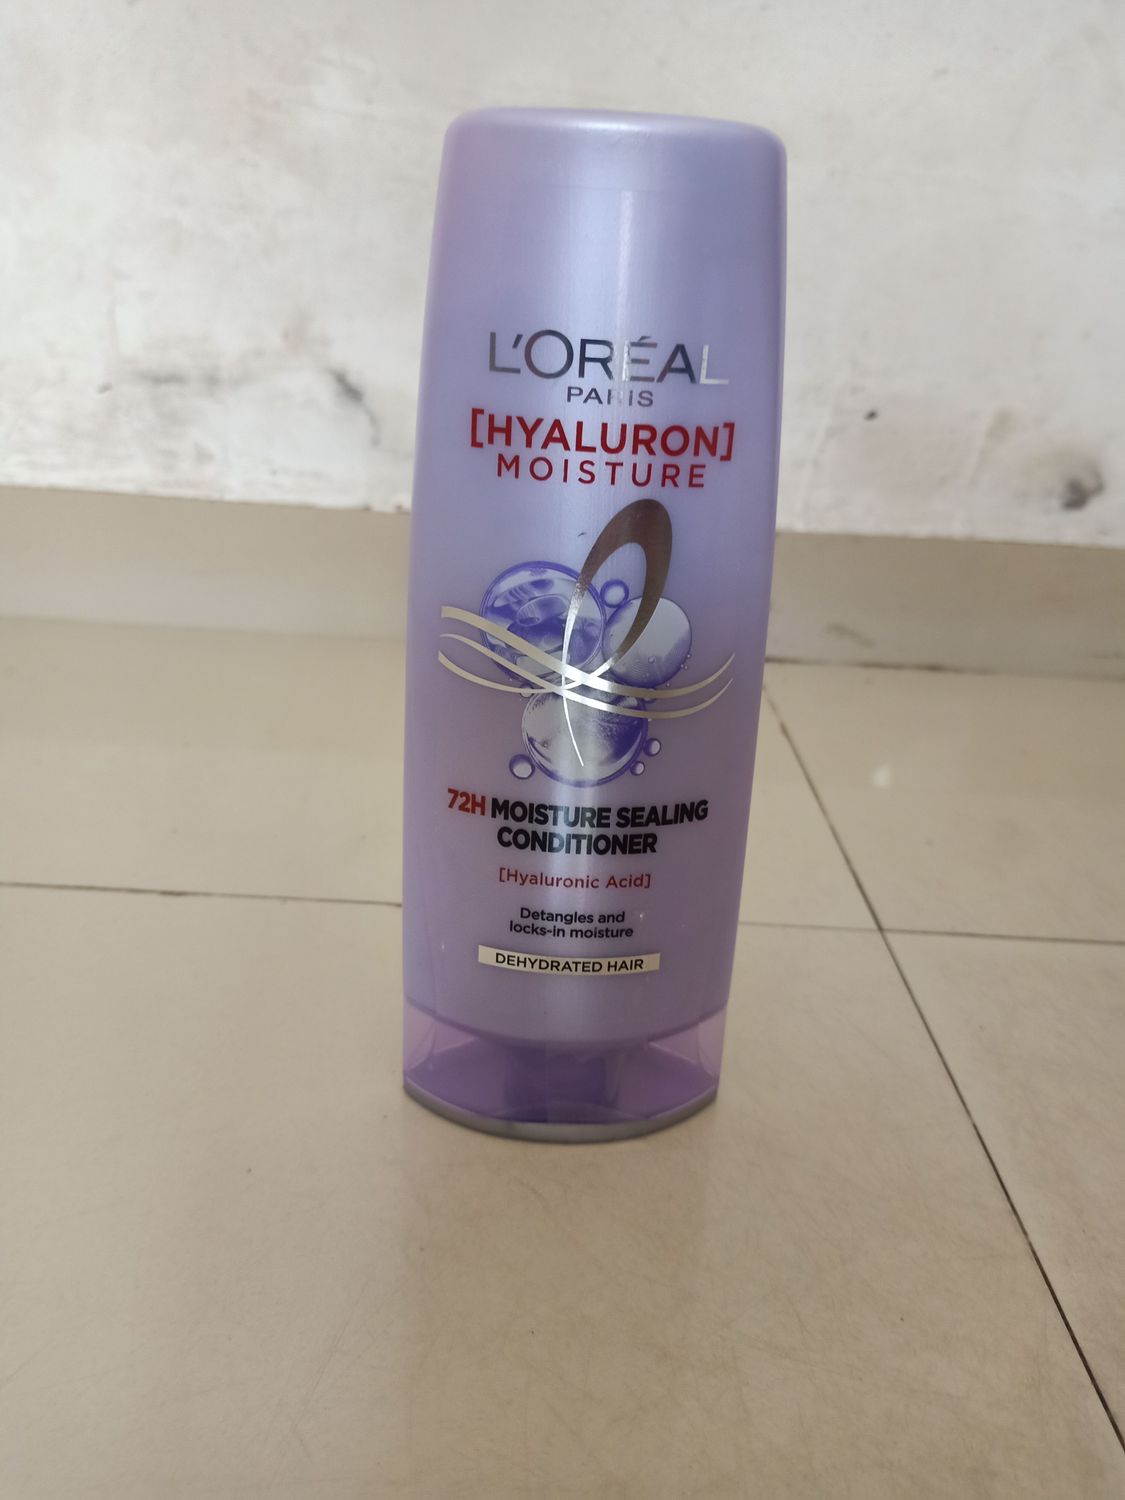 L'ORÉAL
PARIS
[HYALURON]
MOISTURE
72H MOISTURE SEALING
CONDITIONER
[Hyaluronic Acid]
Detangles and
locks-in moisture
DEHYDRATED HAIR